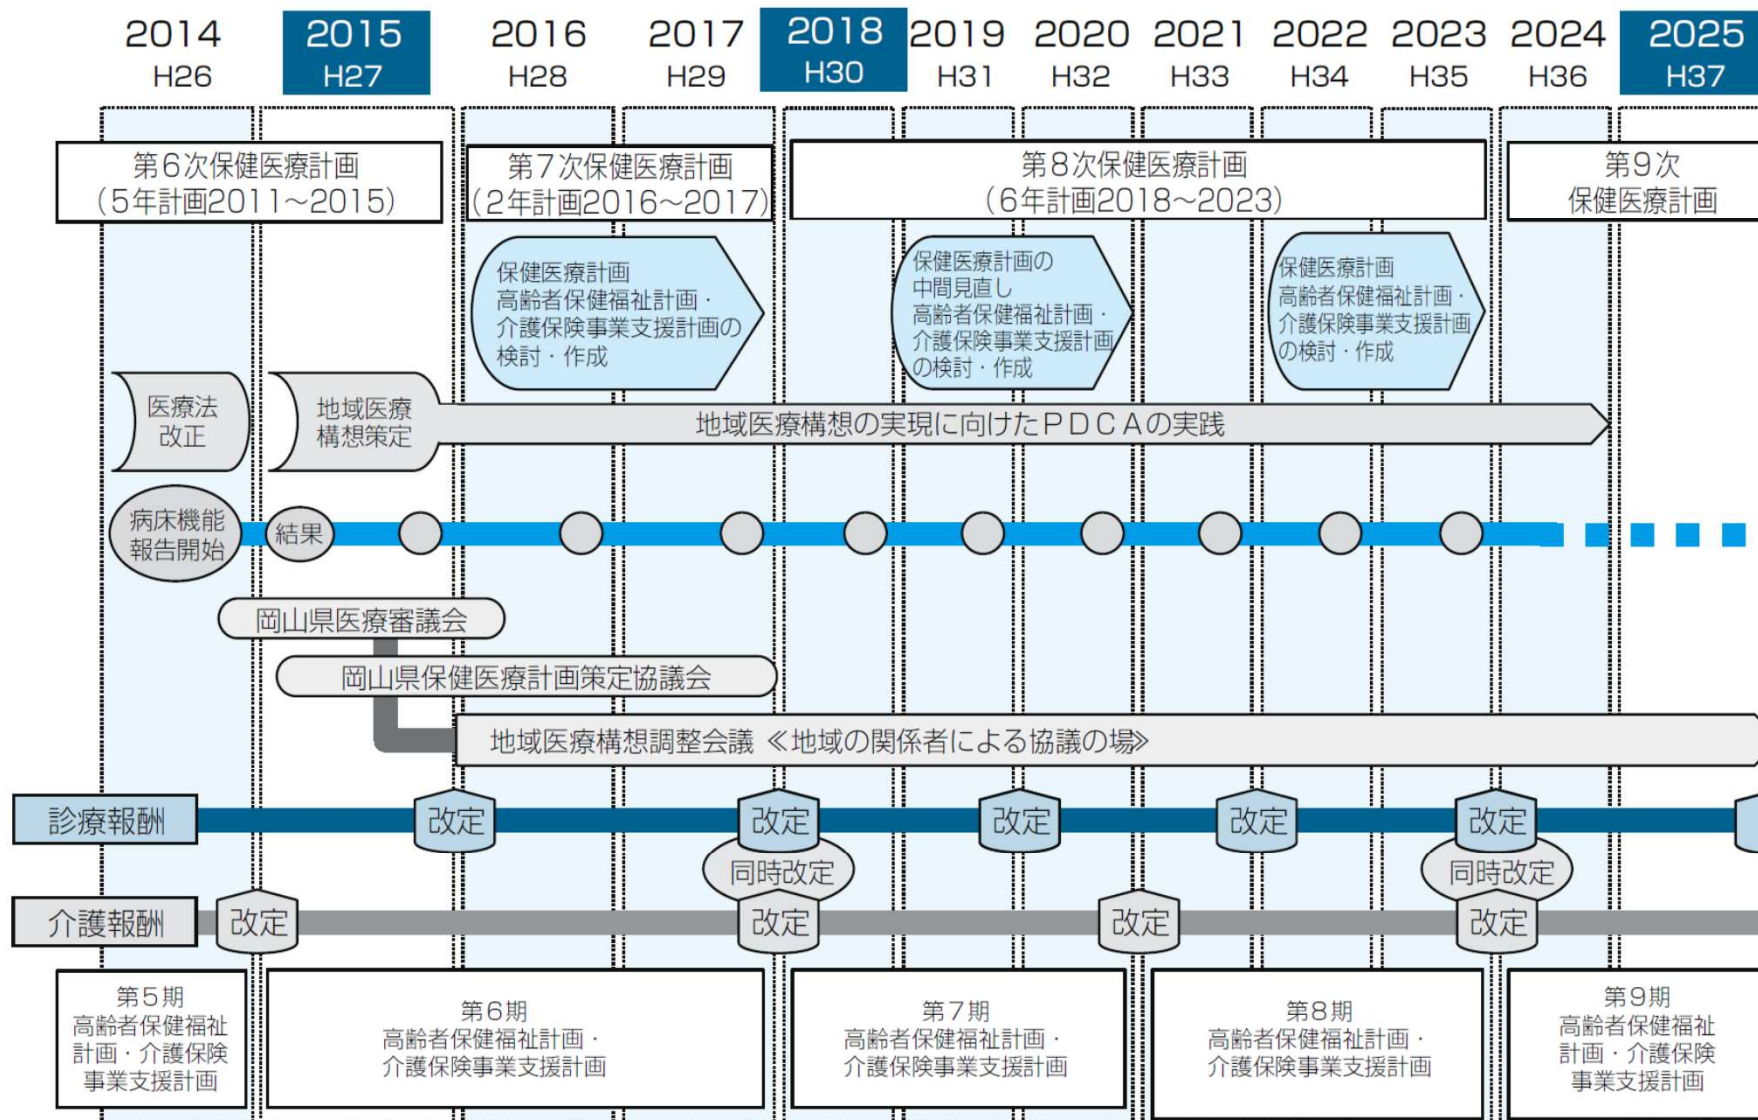 2014 2015 2016 2017 2018 2019 2020 2021 2022 2023 2024 2025
H26 H27 H28 H29 H30 H31 H32 H33 H34 H35 H36 H37
第6次保健医療計画
（5年計画2011～2015）
第7次保健医療計画
（2年計画2016～2017）
第8次保健医療計画
（6年計画2018～2023）
第9次
保健医療計画
保健医療計画
高齢者保健福祉計画・
介護保険事業支援計画の
検討・作成
保健医療計画の
中間見直し
高齢者保健福祉計画・
介護保険事業支援計画
の検討・作成
保健医療計画
高齢者保健福祉計画・
介護保険事業支援計画
の検討・作成
医療法
改正
地域医療
構想策定
地域医療構想の実現に向けたＰＤＣＡの実践
病床機能
報告開始
結果
岡山県医療審議会
岡山県保健医療計画策定協議会
地域医療構想調整会議 ≪地域の関係者による協議の場≫
診療報酬
改定
改定
改定
改定
改定
同時改定
同時改定
介護報酬
改定
改定
改定
改定
第5期
高齢者保健福祉
計画・介護保険
事業支援計画
第6期
高齢者保健福祉計画・
介護保険事業支援計画
第7期
高齢者保健福祉計画・
介護保険事業支援計画
第8期
高齢者保健福祉計画・
介護保険事業支援計画
第9期
高齢者保健福祉
計画・介護保険
事業支援計画